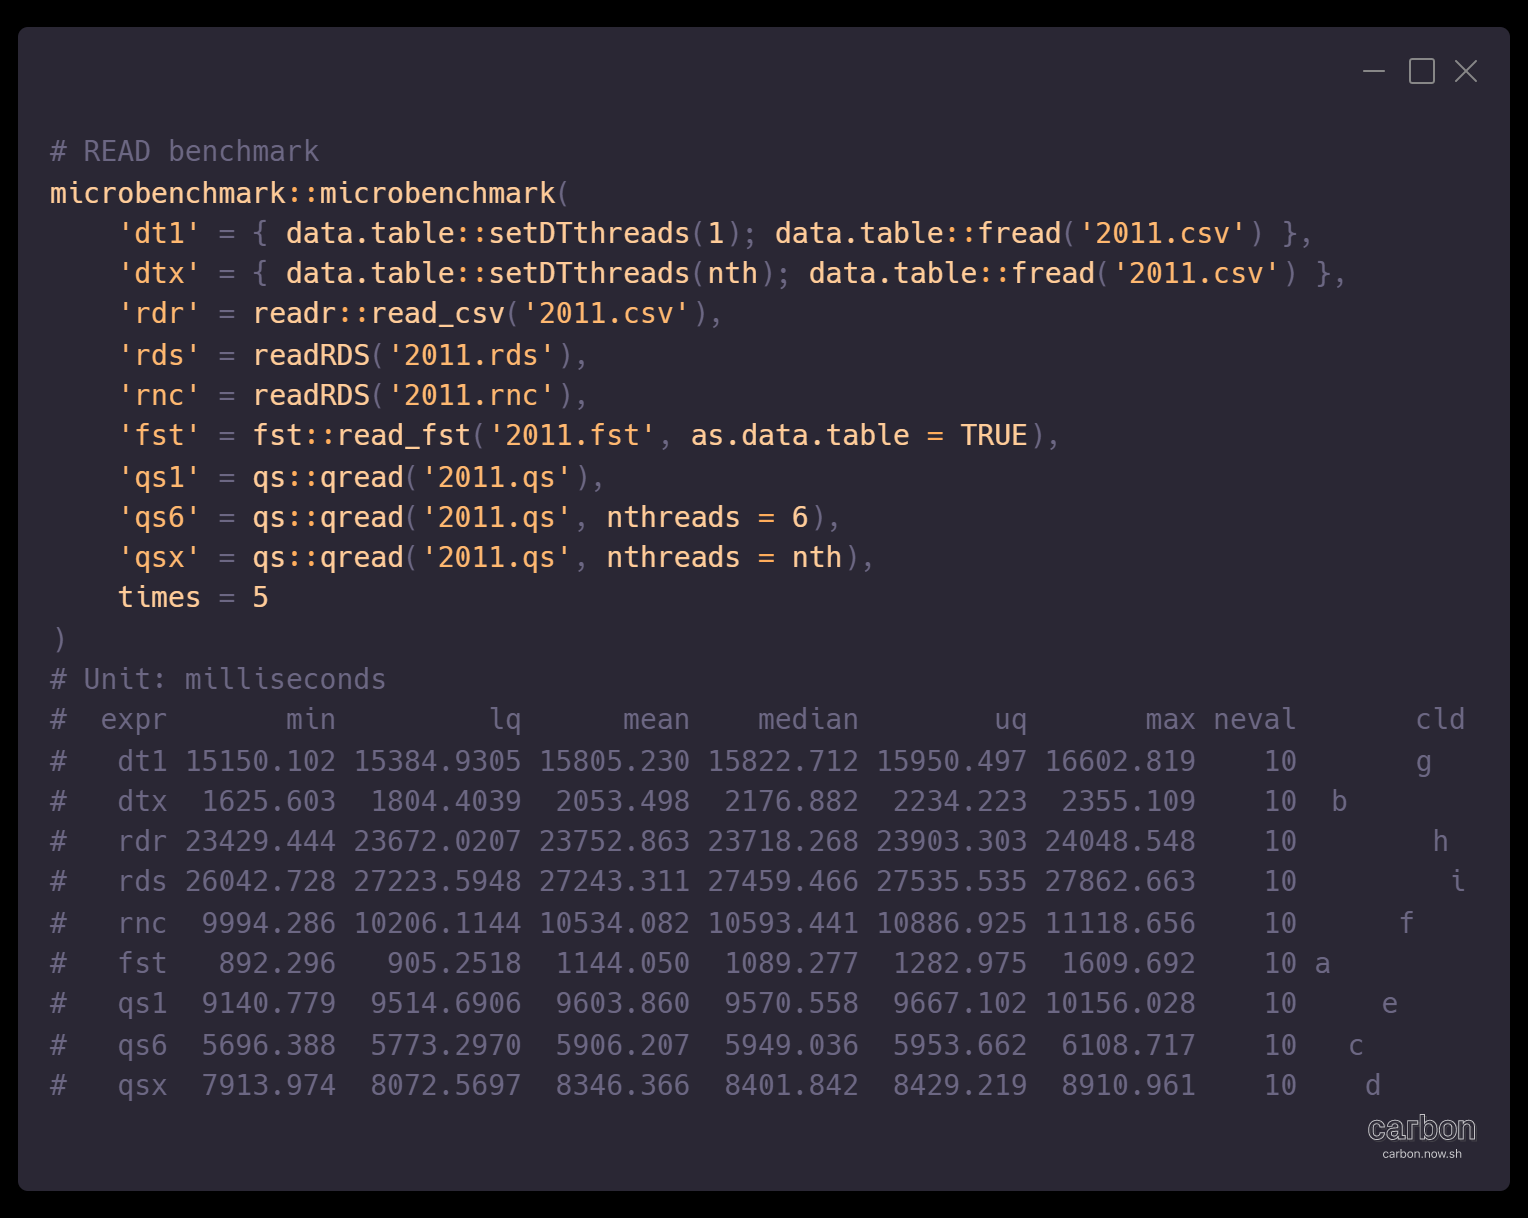 # READ benchmark
microbenchmark::microbenchmark(
    'dt1' = { data.table::setDTthreads(1); data.table::fread('2011.csv') },
    'dtx' = { data.table::setDTthreads(nth); data.table::fread('2011.csv') },
    'rdr' = readr::read_csv('2011.csv'),
    'rds' = readRDS('2011.rds'),
    'rnc' = readRDS('2011.rnc'),
    'fst' = fst::read_fst('2011.fst', as.data.table = TRUE),
    'qs1' = qs::qread('2011.qs'),
    'qs6' = qs::qread('2011.qs', nthreads = 6),
    'qsx' = qs::qread('2011.qs', nthreads = nth),
    times = 5
)
# Unit: milliseconds
#  expr       min         lq      mean    median        uq       max neval       cld
#   dt1 15150.102 15384.9305 15805.230 15822.712 15950.497 16602.819    10       g
#   dtx  1625.603  1804.4039  2053.498  2176.882  2234.223  2355.109    10  b
#   rdr 23429.444 23672.0207 23752.863 23718.268 23903.303 24048.548    10        h
#   rds 26042.728 27223.5948 27243.311 27459.466 27535.535 27862.663    10         i
#   rnc  9994.286 10206.1144 10534.082 10593.441 10886.925 11118.656    10      f
#   fst   892.296   905.2518  1144.050  1089.277  1282.975  1609.692    10 a
#   qs1  9140.779  9514.6906  9603.860  9570.558  9667.102 10156.028    10     e
#   qs6  5696.388  5773.2970  5906.207  5949.036  5953.662  6108.717    10   c
#   qsx  7913.974  8072.5697  8346.366  8401.842  8429.219  8910.961    10    d
carbon
carbon.now.sh